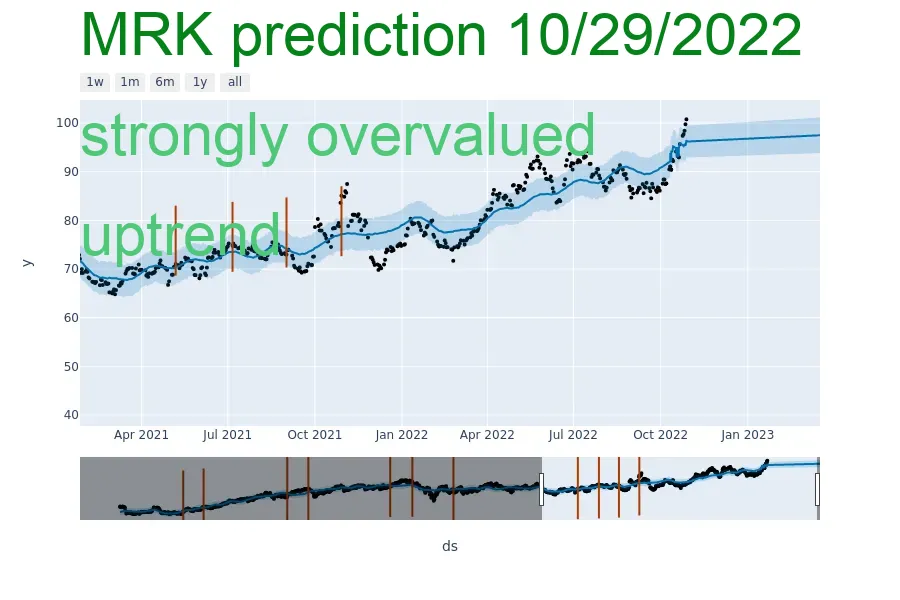 MRK prediction 10/29/2022
1w 1m 6m 1y all
strongly overvalued
uptrend
100
90
80
70
60
50
40
y
Apr 2021 Jul 2021 Oct 2021 Jan 2022 Apr 2022 Jul 2022 Oct 2022 Jan 2023
ds